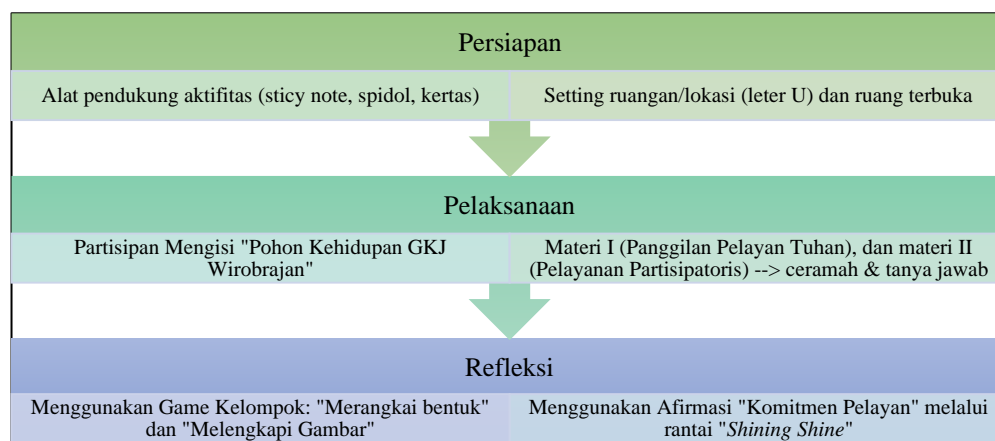 Persiapan
Alat pendukung aktifitas (sticy note, spidol, kertas)
Setting ruangan/lokasi (leter U) dan ruang terbuka
Pelaksanaan
Partisipan Mengisi "Pohon Kehidupan GKJ
Wirobrajan"
Materi I (Panggilan Pelayan Tuhan), dan materi II
(Pelayanan Partisipatoris) --> ceramah & tanya jawab
Refleksi
Menggunakan Game Kelompok: "Merangkai bentuk"
dan "Melengkapi Gambar"
Menggunakan Afirmasi "Komitmen Pelayan" melalui
rantai "Shining Shine"